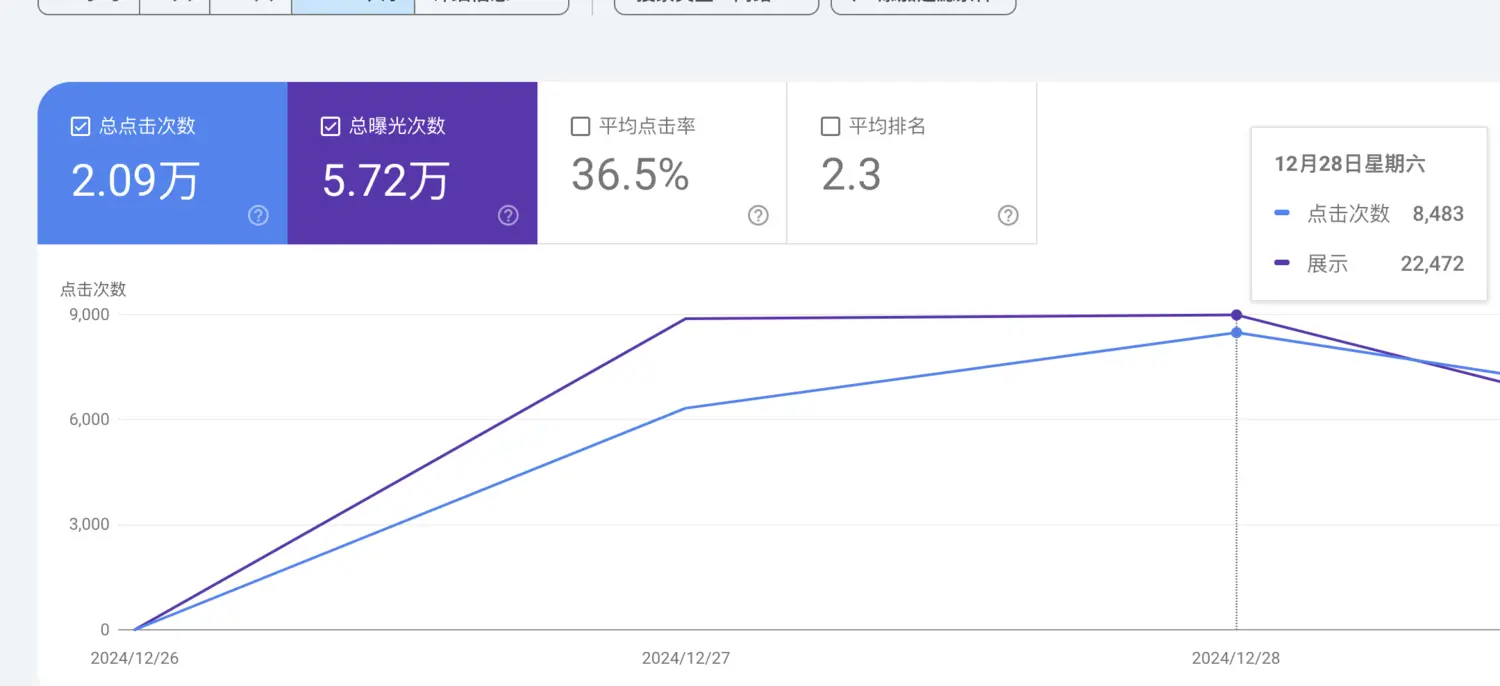 总点击次数
2.09万
总曝光次数
5.72万
平均点击率
36.5%
平均排名
2.3
12月28日星期六
点击次数 8,483
展示 22,472
点击次数
9,000
6,000
3,000
0
2024/12/26 2024/12/27 2024/12/28